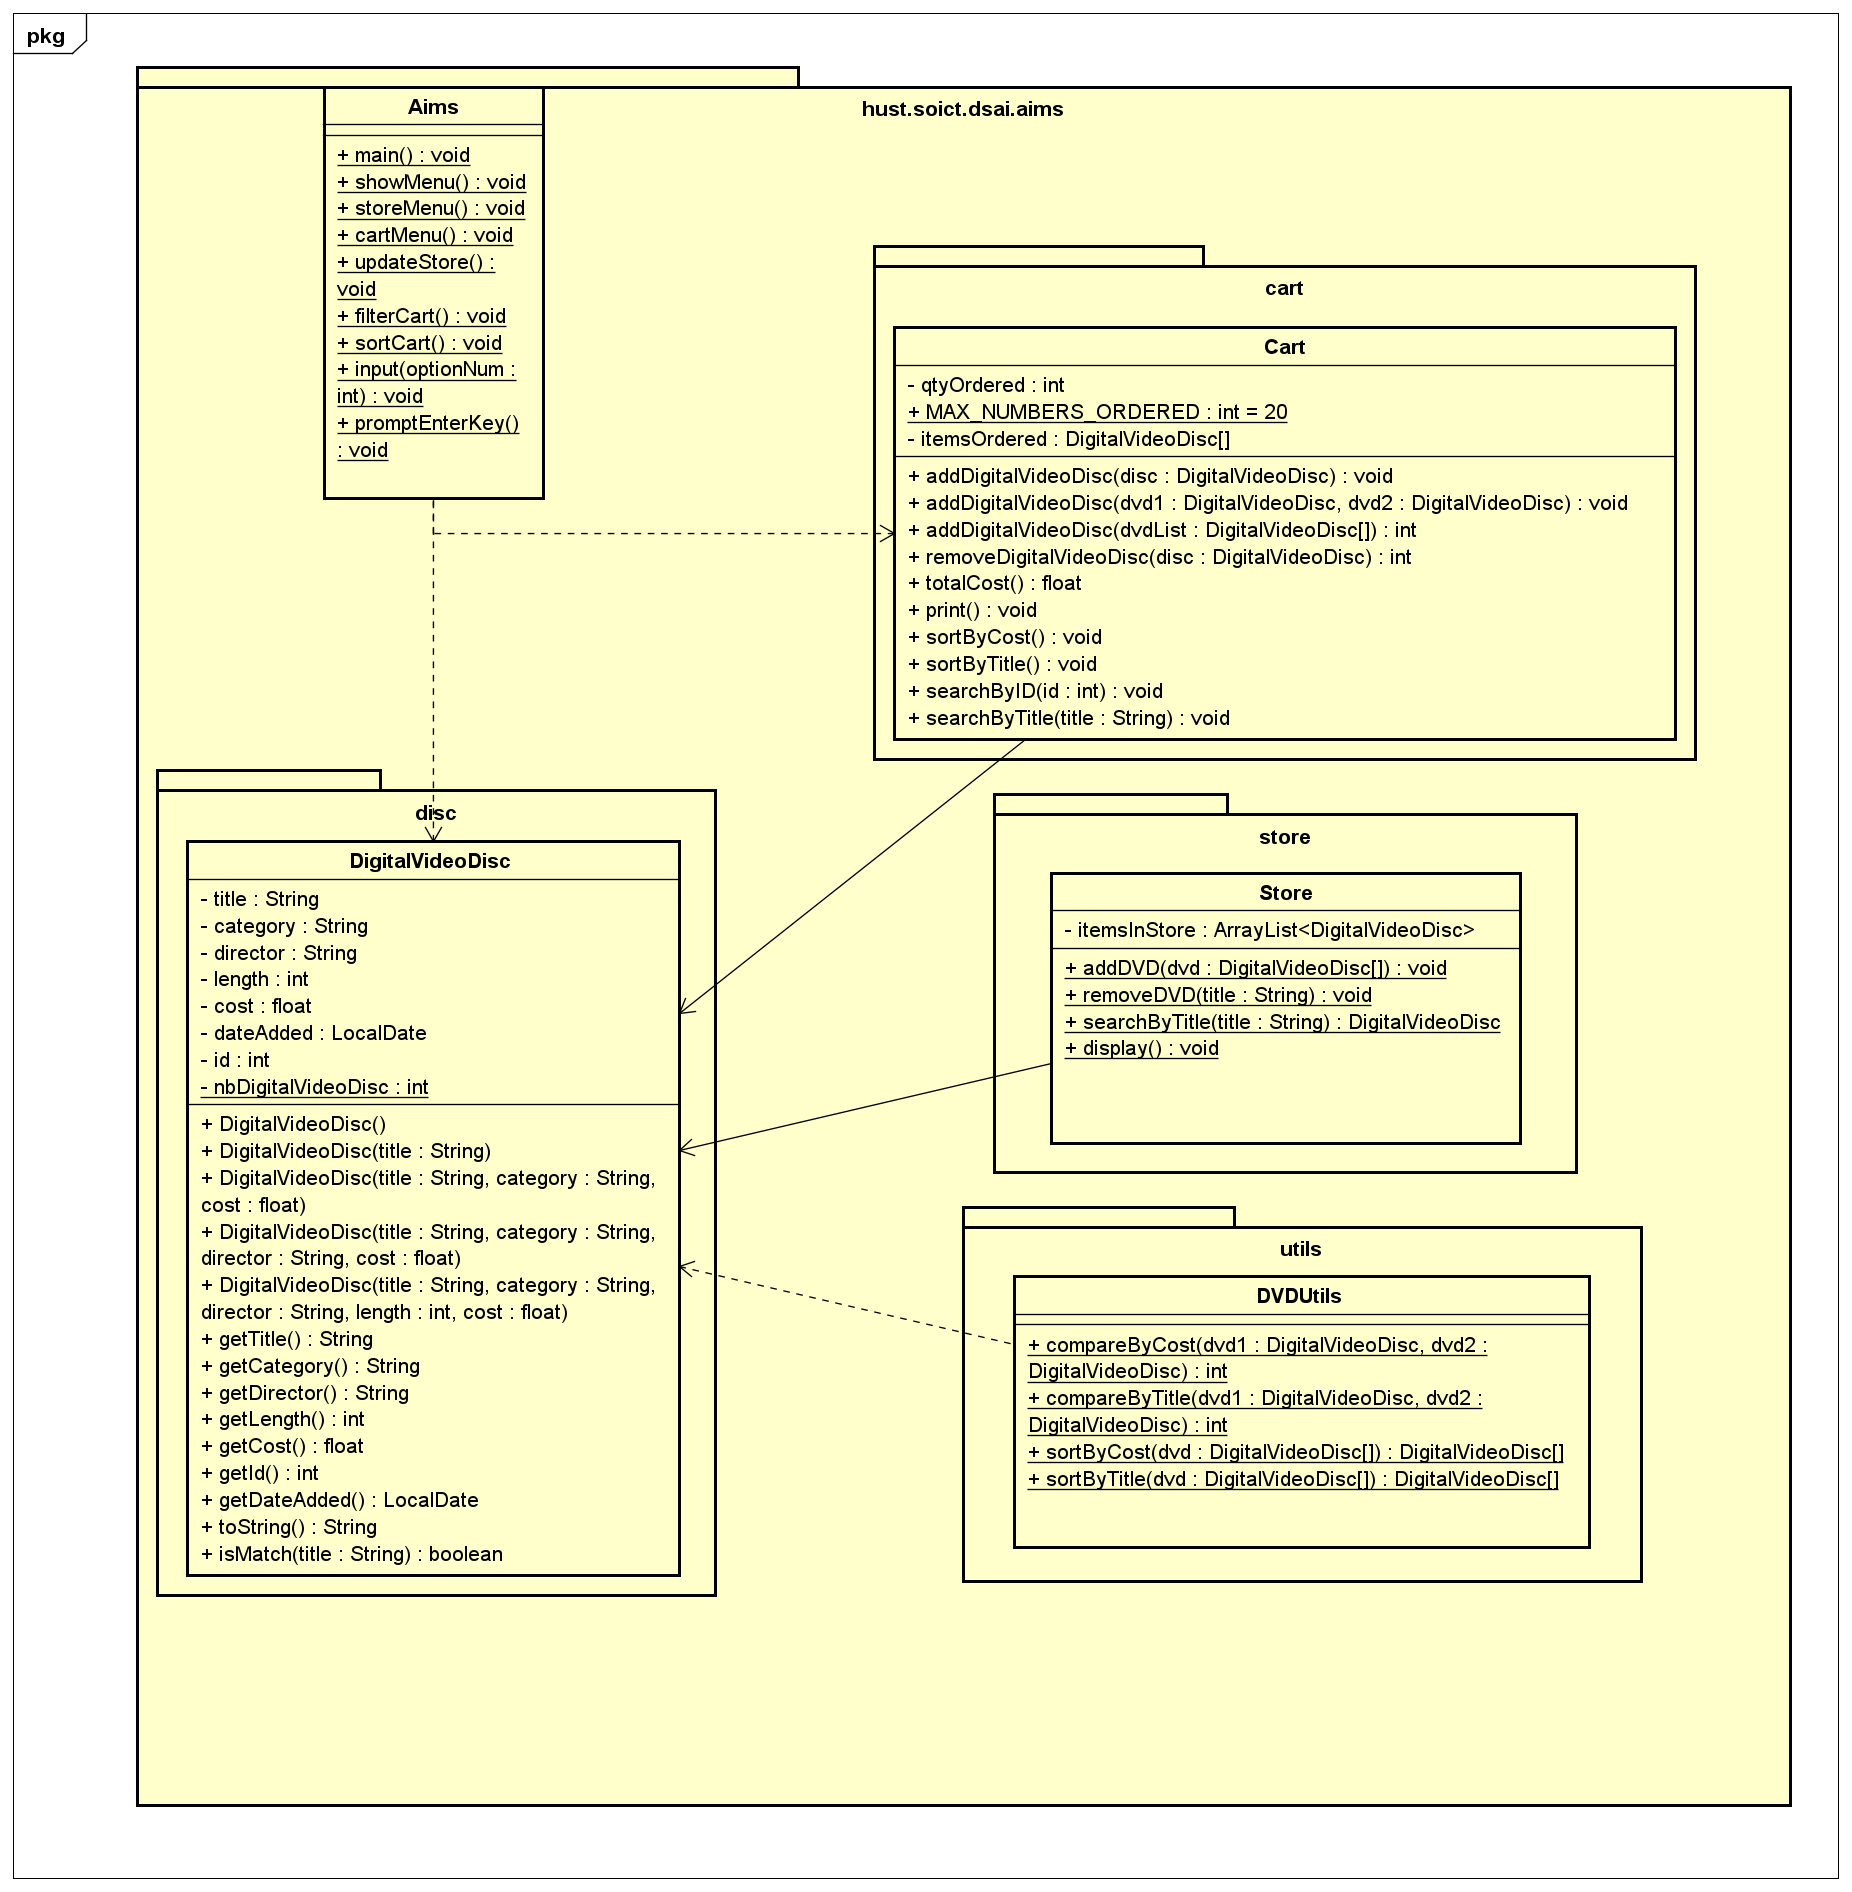 pkg
hust.soict.dsai.aims
Aims
+ main() : void
+ showMenu() : void
+ storeMenu() : void
+ cartMenu() : void
+ updateStore() :
void
+ filterCart() : void
+ sortCart() : void
+ input(optionNum :
int) : void
+ promptEnterKey()
: void
cart
Cart
- qtyOrdered : int
+ MAX_NUMBERS_ORDERED : int = 20
- itemsOrdered : DigitalVideoDisc[]
+ addDigitalVideoDisc(disc : DigitalVideoDisc) : void
+ addDigitalVideoDisc(dvd1 : DigitalVideoDisc, dvd2 : DigitalVideoDisc) : void
+ addDigitalVideoDisc(dvdList : DigitalVideoDisc[]) : int
+ removeDigitalVideoDisc(disc : DigitalVideoDisc) : int
+ totalCost() : float
+ print() : void
+ sortByCost() : void
+ sortByTitle() : void
+ searchByID(id : int) : void
+ searchByTitle(title : String) : void
disc
DigitalVideoDisc
- title : String
- category : String
- director : String
- length : int
- cost : float
- dateAdded : LocalDate
- id : int
- nbDigitalVideoDisc : int
+ DigitalVideoDisc()
+ DigitalVideoDisc(title : String)
+ DigitalVideoDisc(title : String, category : String,
cost : float)
+ DigitalVideoDisc(title : String, category : String,
director : String, cost : float)
+ DigitalVideoDisc(title : String, category : String,
director : String, length : int, cost : float)
+ getTitle() : String
+ getCategory() : String
+ getDirector() : String
+ getLength() : int
+ getCost() : float
+ getId() : int
+ getDateAdded() : LocalDate
+ toString() : String
+ isMatch(title : String) : boolean
store
Store
- itemsInStore : ArrayList<DigitalVideoDisc>
+ addDVD(dvd : DigitalVideoDisc[]) : void
+ removeDVD(title : String) : void
+ searchByTitle(title : String) : DigitalVideoDisc
+ display() : void
utils
DVDUtils
+ compareByCost(dvd1 : DigitalVideoDisc, dvd2 :
DigitalVideoDisc) : int
+ compareByTitle(dvd1 : DigitalVideoDisc, dvd2 :
DigitalVideoDisc) : int
+ sortByCost(dvd : DigitalVideoDisc[]) : DigitalVideoDisc[]
+ sortByTitle(dvd : DigitalVideoDisc[]) : DigitalVideoDisc[]